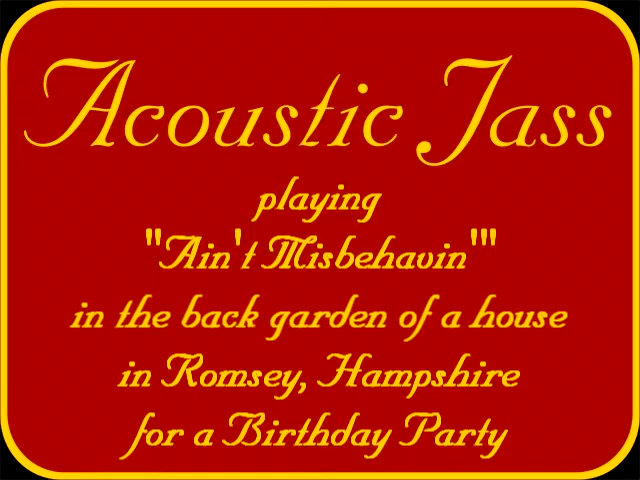 Acoustic Jass
playing
"Ain't Misbehavin'"
in the back garden of a house
in Romsey, Hampshire
for a Birthday Party